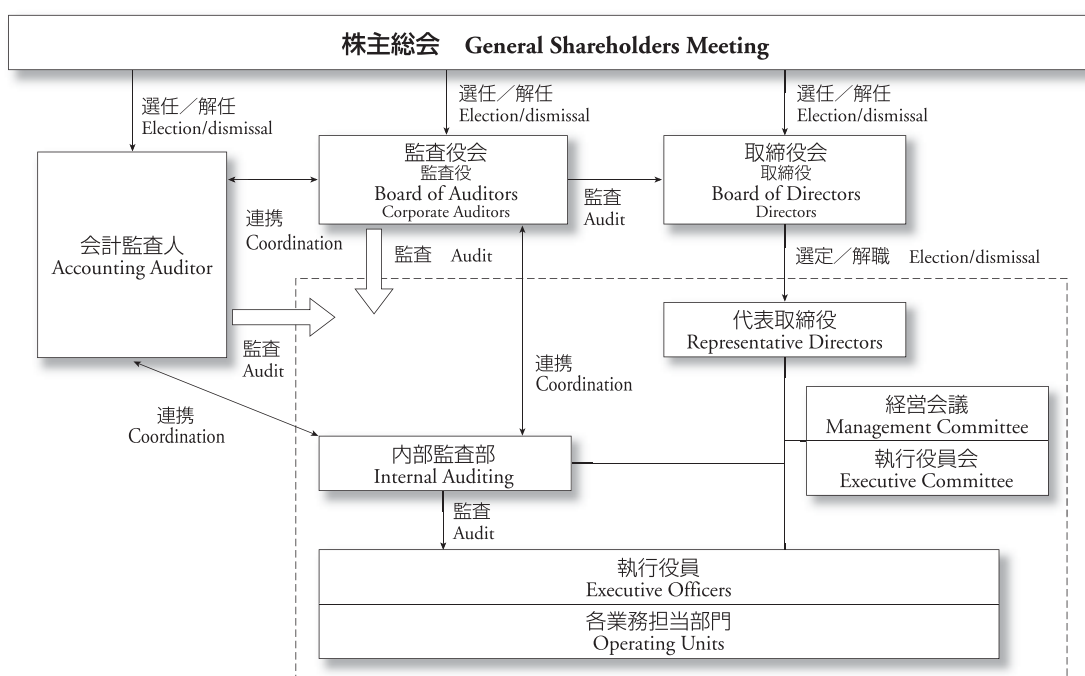 株主総会 General Shareholders Meeting
選任／解任
Election/dismissal
選任／解任
Election/dismissal
選任／解任
Election/dismissal
会計監査人
Accounting Auditor
連携
Coordination
監査役会
監査役
Board of Auditors
Corporate Auditors
監査
Audit
取締役会
取締役
Board of Directors
Directors
監査 Audit
選定／解職 Election/dismissal
監査
Audit
代表取締役
Representative Directors
連携
Coordination
連携
Coordination
経営会議
Management Committee
執行役員会
Executive Committee
内部監査部
Internal Auditing
監査
Audit
執行役員
Executive Officers
各業務担当部門
Operating Units